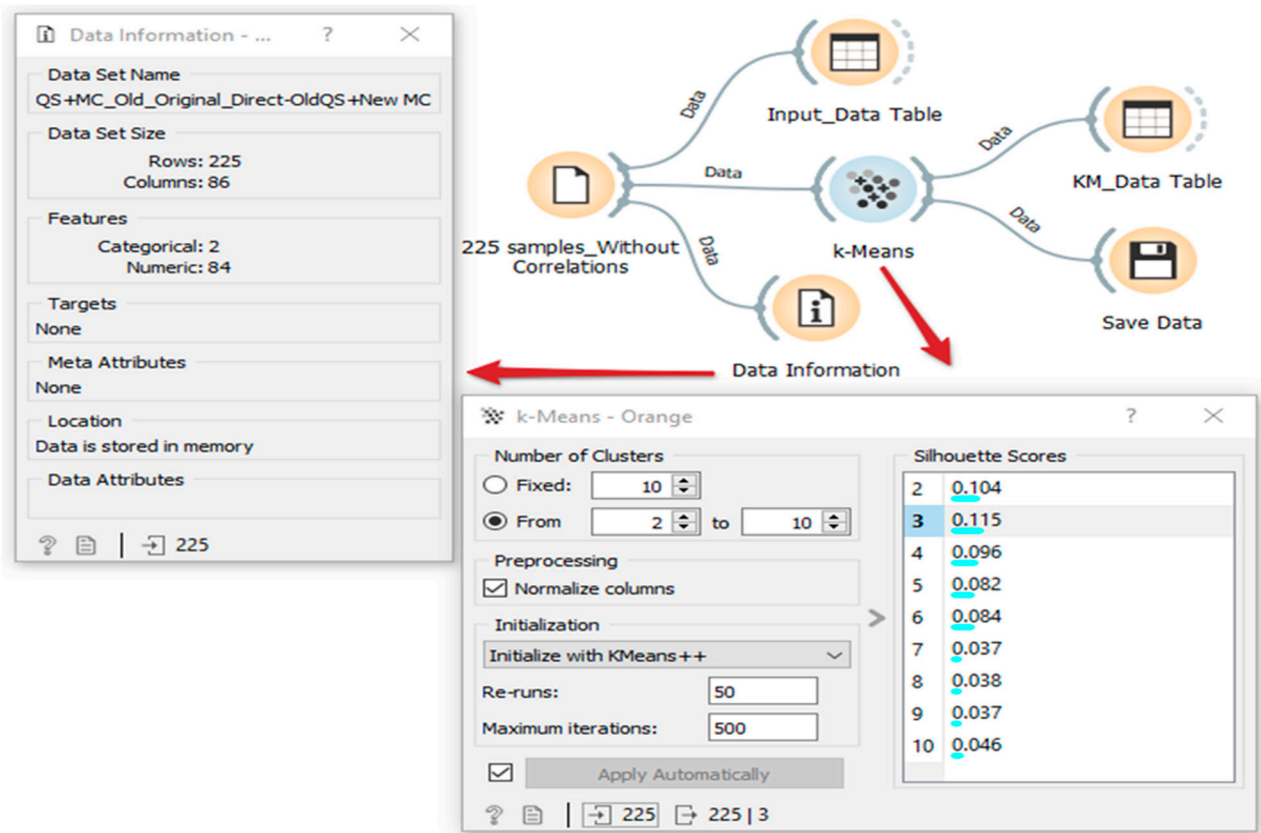 Data Information - ... ? ×
Data Set Name
QS+MC_Old_Original_Direct-OldQS+New MC
Data Set Size
Rows: 225
Columns: 86
Features
Categorical: 2
Numeric: 84
Targets
None
Meta Attributes
None
Location
Data is stored in memory
Data Attributes
? 225
Data
Data
Data
Data
Data
Input_Data Table
KM_Data Table
225 samples_Without
Correlations
k-Means
Save Data
Data Information
k-Means - Orange ? ×
Number of Clusters
Fixed: 10
From 2 to 10
Preprocessing
Normalize columns
Initialization
Initialize with KMeans++
Re-runs: 50
Maximum iterations: 500
Apply Automatically
? 225 225 | 3
>
Silhouette Scores
2 0.104
3 0.115
4 0.096
5 0.082
6 0.084
7 0.037
8 0.038
9 0.037
10 0.046